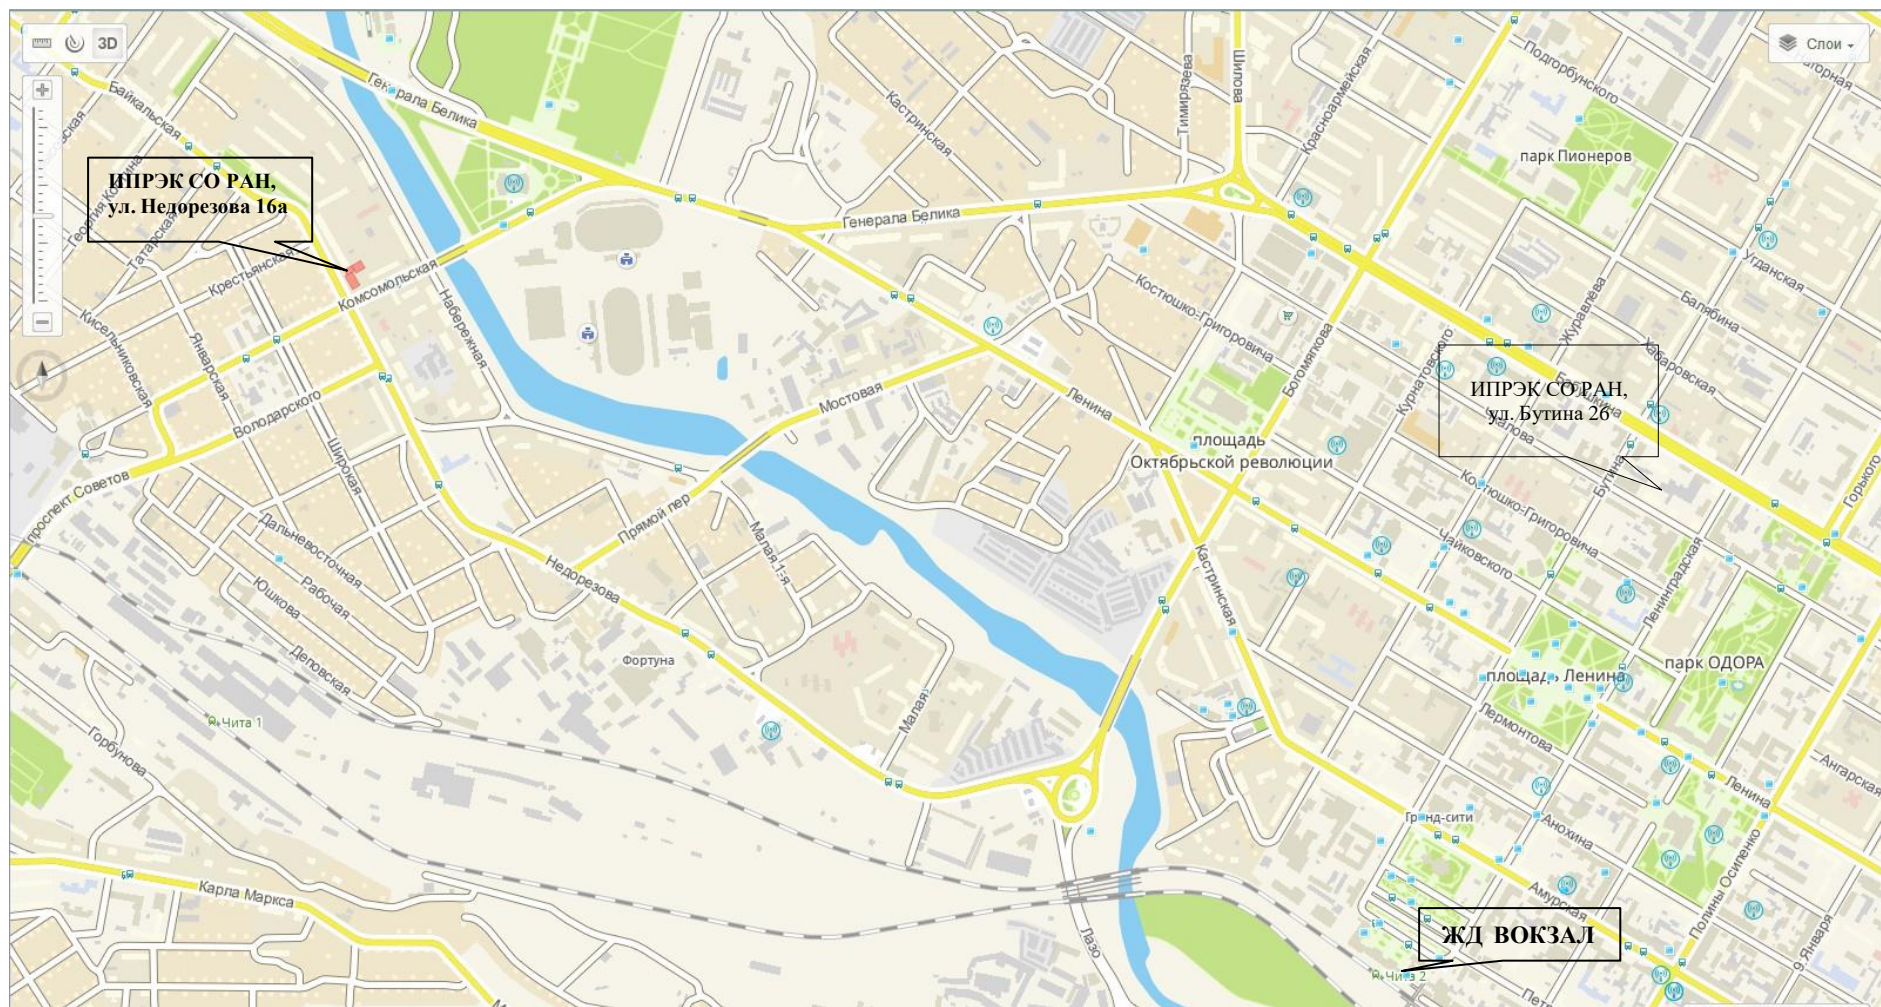 3D
Слои
Подгорбунского
Генерала Белика
Байкальская
Кастринская
Тимирязева
Шилова
Красноармейская
парк Пионеров
ИПРЭК СО РАН,
ул. Недорезова 16а
Татарская
Крестьянская
Комсомольская
Набережная
Генерала Белика
Костюшко-Григоровича
Угданская
Балябина
Журавлёва
Хабаровская
Кисельниковская
Январская
Володарского
Широкая
Мостовая
Ленина
Богомягкова
Курнатовского
Бабушкина
ИПРЭК СО РАН,
ул. Бутина 26
площадь
Октябрьской революции
проспект Советов
Прямой пер
Малая 1-я
Бутина
Горького
Костюшко-Григоровича
Чайковского
Ленинградская
Дальневосточная
Рабочая
Юшкова
Деповская
Недорезова
Кастринская
Фортуна
Малая
площадь Ленина
парк ОДОРА
Лермонтова
Чита 1
Горбунова
Ленина
Ангарская
Гранд-сити
Анохина
Полины Осипенко
Амурская
Карла Маркса
Лазо
ЖД ВОКЗАЛ
Чита 2
9 Января